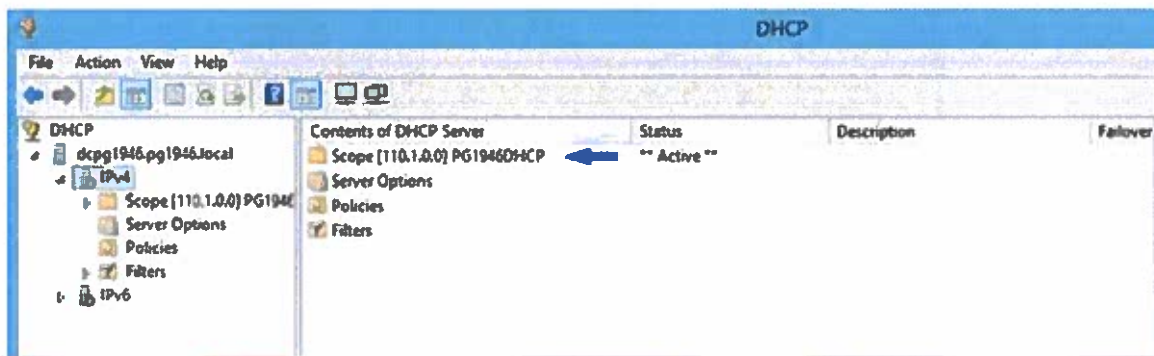 DHCP
File Action View Help
DHCP
dcpg1946.pg1946.local
IPv4
Scope [110.1.0.0] PG1946
Server Options
Policies
Filters
IPv6
Contents of DHCP Server Status Description Failover
Scope [110.1.0.0] PG1946DHCP ** Active **
Server Options
Policies
Filters